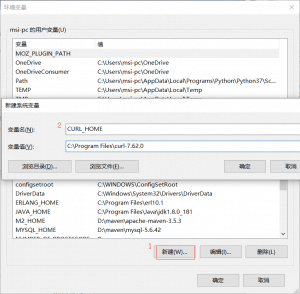 环境变量
msi-pc 的用户变量(U)
变量 值
MOZ_PLUGIN_PATH
OneDrive C:\Users\msi-pc\OneDrive
OneDriveConsumer C:\Users\msi-pc\OneDrive
Path C:\Users\msi-pc\AppData\Local\Programs\Python\Python37\Sc...
TEMP C:\Users\msi-pc\AppData\Local\Temp
TMP C:\Users\msi-pc\AppData\Local\Temp
新建系统变量
2
变量名(N): CURL_HOME
变量值(V): C:\Program Files\curl-7.62.0
浏览目录(D)... 浏览文件(F)... 确定 取消
configsetroot C:\WINDOWS\ConfigSetRoot
DriverData C:\Windows\System32\Drivers\DriverData
ERLANG_HOME C:\Program Files\erl10.1
JAVA_HOME C:\Program Files\Java\jdk1.8.0_181
M2_HOME D:\maven\apache-maven-3.5.3
MYSQL_HOME D:\mysql-5.6.42
1
新建(W)... 编辑(I)... 删除(L)
确定 取消